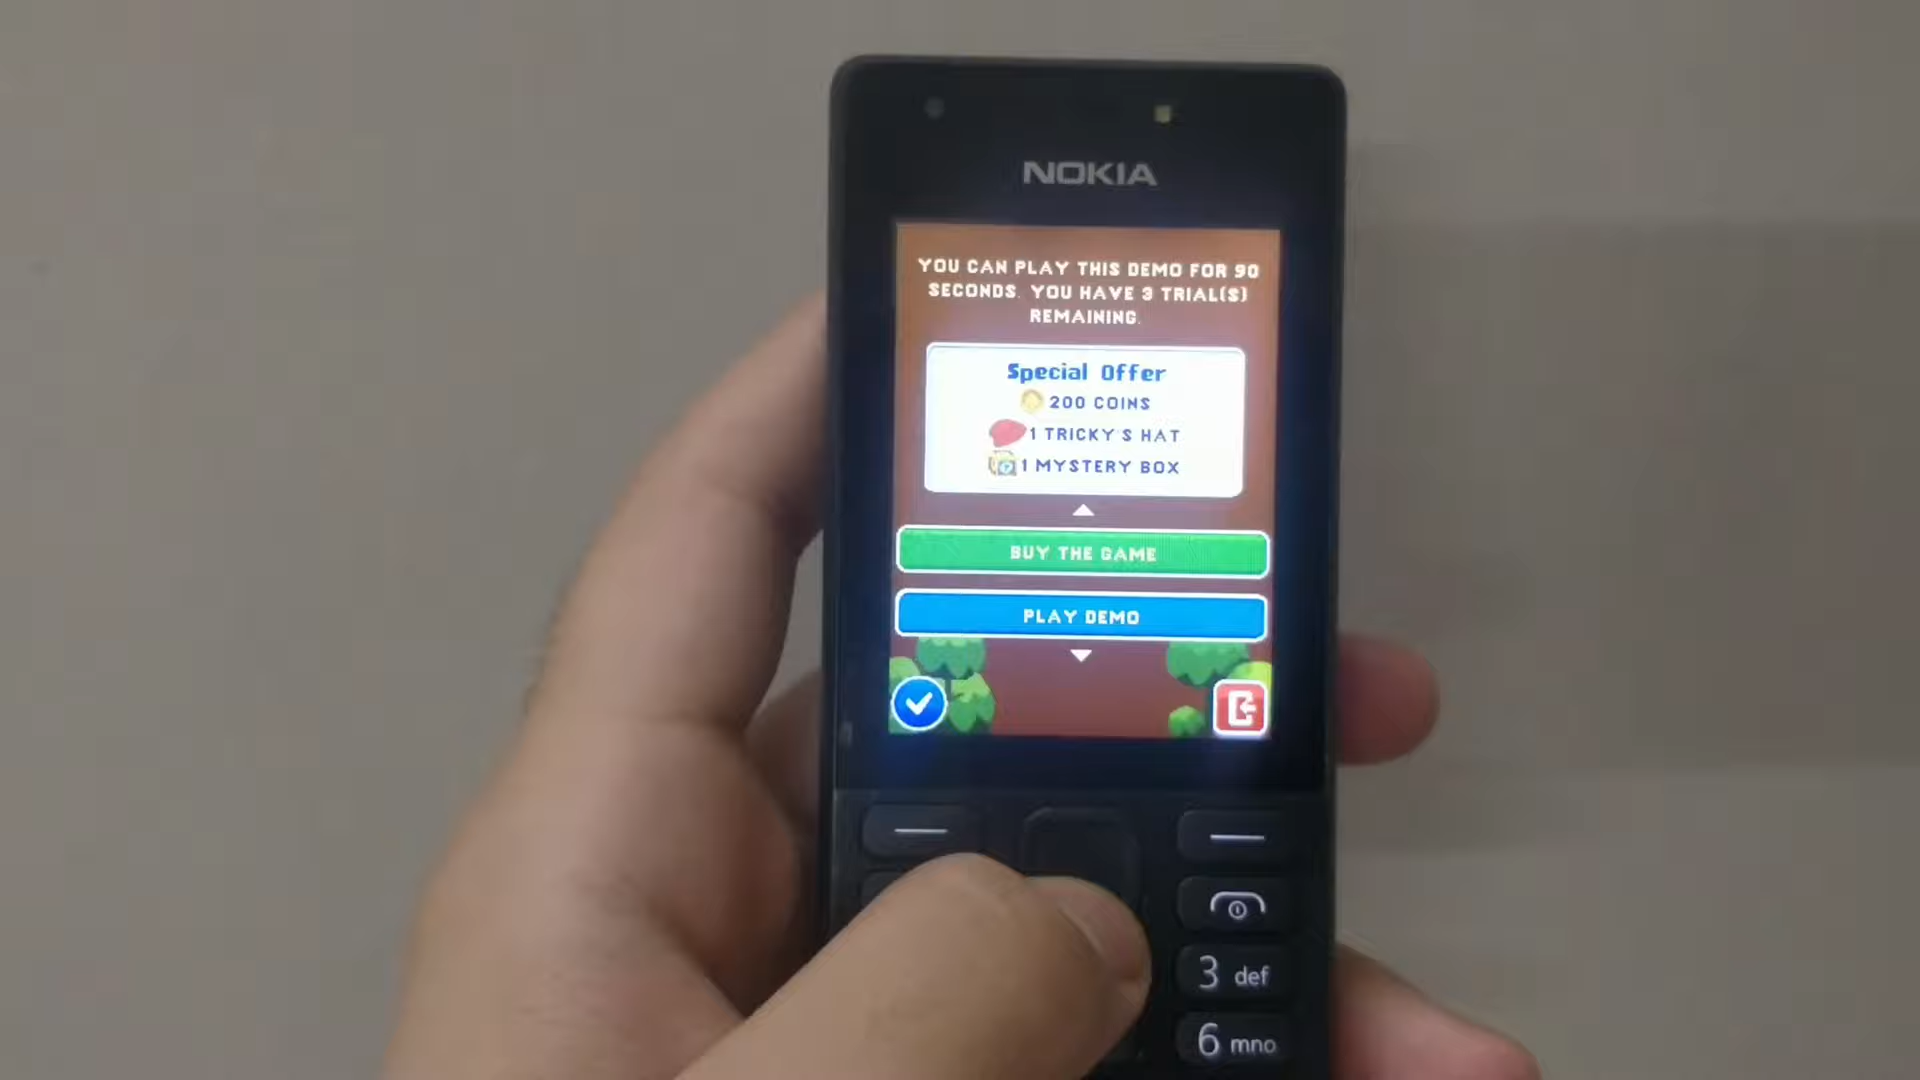 NOKIA
YOU CAN PLAY THIS DEMO FOR 90
SECONDS. YOU HAVE 3 TRIAL(S)
REMAINING.
Special Offer
200 COINS
1 TRICKY'S HAT
1 MYSTERY BOX
BUY THE GAME
PLAY DEMO
3 def
6 mno